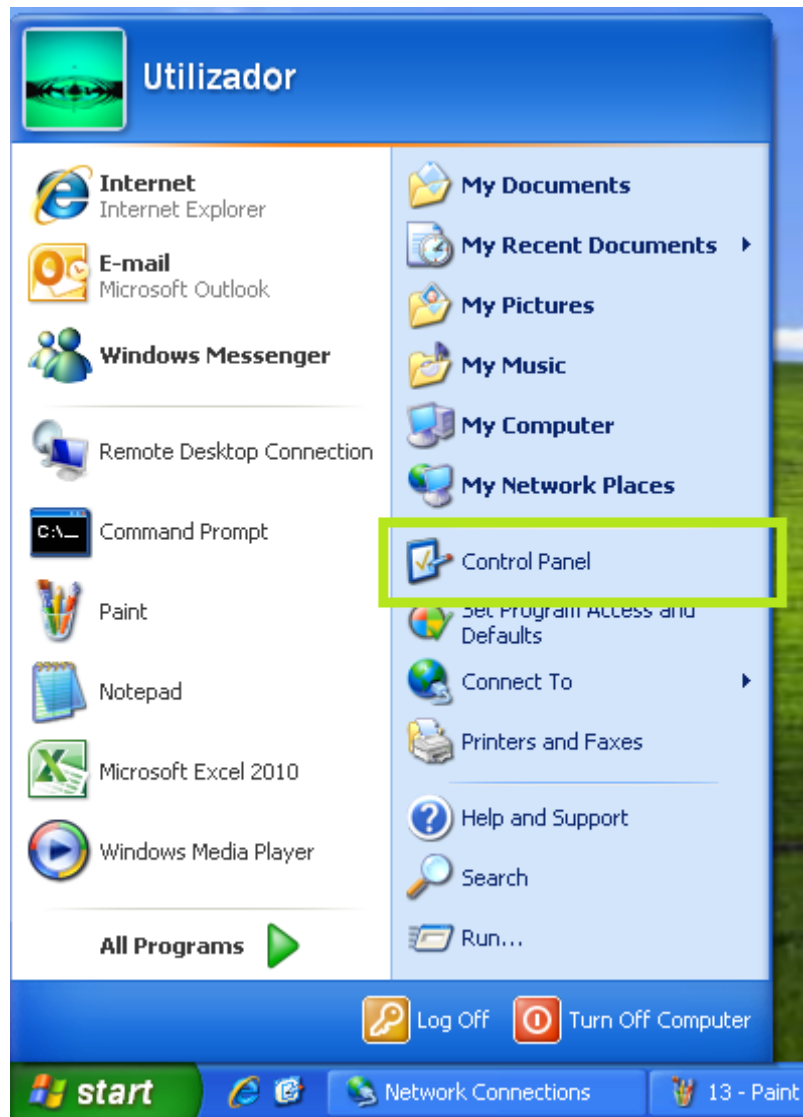 Utilizador
Internet
Internet Explorer
E-mail
Microsoft Outlook
Windows Messenger
Remote Desktop Connection
C:\_
Command Prompt
Paint
Notepad
Microsoft Excel 2010
Windows Media Player
All Programs
My Documents
My Recent Documents
My Pictures
My Music
My Computer
My Network Places
Control Panel
Set Program Access and
Defaults
Connect To
Printers and Faxes
Help and Support
Search
Run...
Log Off
Turn Off Computer
start
Network Connections
13 - Paint